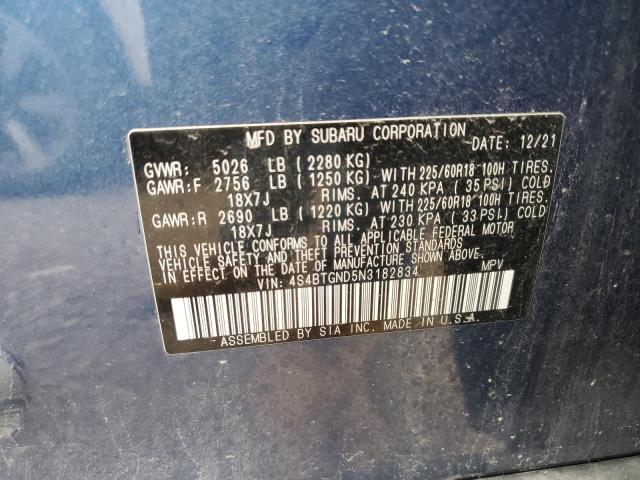 MFD BY SUBARU CORPORATION DATE: 12/21
GVWR: 5026 LB (2280 KG)
GAWR:F 2756 LB (1250 KG) WITH 225/60R18 100H TIRES.
18X7J RIMS. AT 240 KPA (35 PSI) COLD
GAWR:R 2690 LB (1220 KG) WITH 225/60R18 100H TIRES.
18X7J RIMS. AT 230 KPA (33 PSI) COLD
THIS VEHICLE CONFORMS TO ALL APPLICABLE FEDERAL MOTOR
VEHICLE SAFETY AND THEFT PREVENTION STANDARDS
IN EFFECT ON THE DATE OF MANUFACTURE SHOWN ABOVE.
VIN: 4S4BTGND5N3182834 MPV
ASSEMBLED BY SIA INC. MADE IN U.S.A.